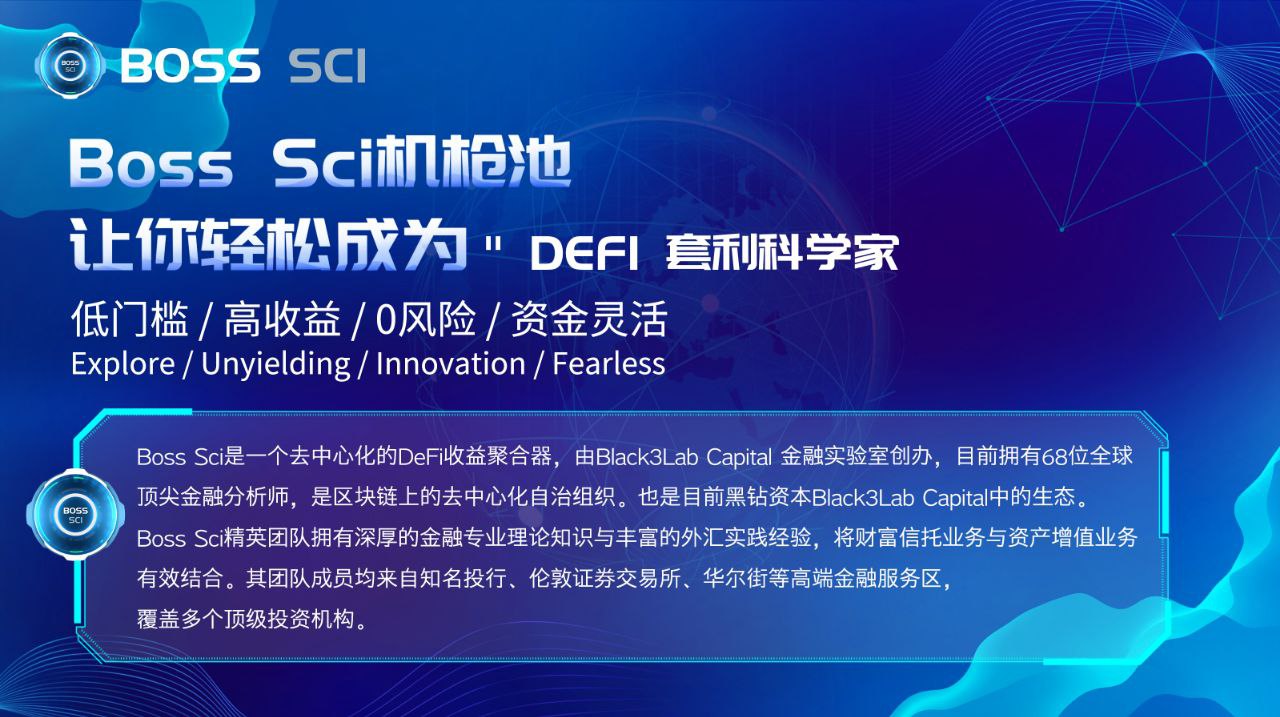 BOSS SCI
BOSS SCI
Boss Sci机枪池
让你轻松成为" DEFI 套利科学家
低门槛 / 高收益 / 0风险 / 资金灵活
Explore / Unyielding / Innovation / Fearless
Boss Sci是一个去中心化的DeFi收益聚合器，由Black3Lab Capital 金融实验室创办，目前拥有68位全球
顶尖金融分析师，是区块链上的去中心化自治组织。也是目前黑钻资本Black3Lab Capital中的生态。
BOSS SCI
Boss Sci精英团队拥有深厚的金融专业理论知识与丰富的外汇实践经验，将财富信托业务与资产增值业务
有效结合。其团队成员均来自知名投行、伦敦证券交易所、华尔街等高端金融服务区，
覆盖多个顶级投资机构。